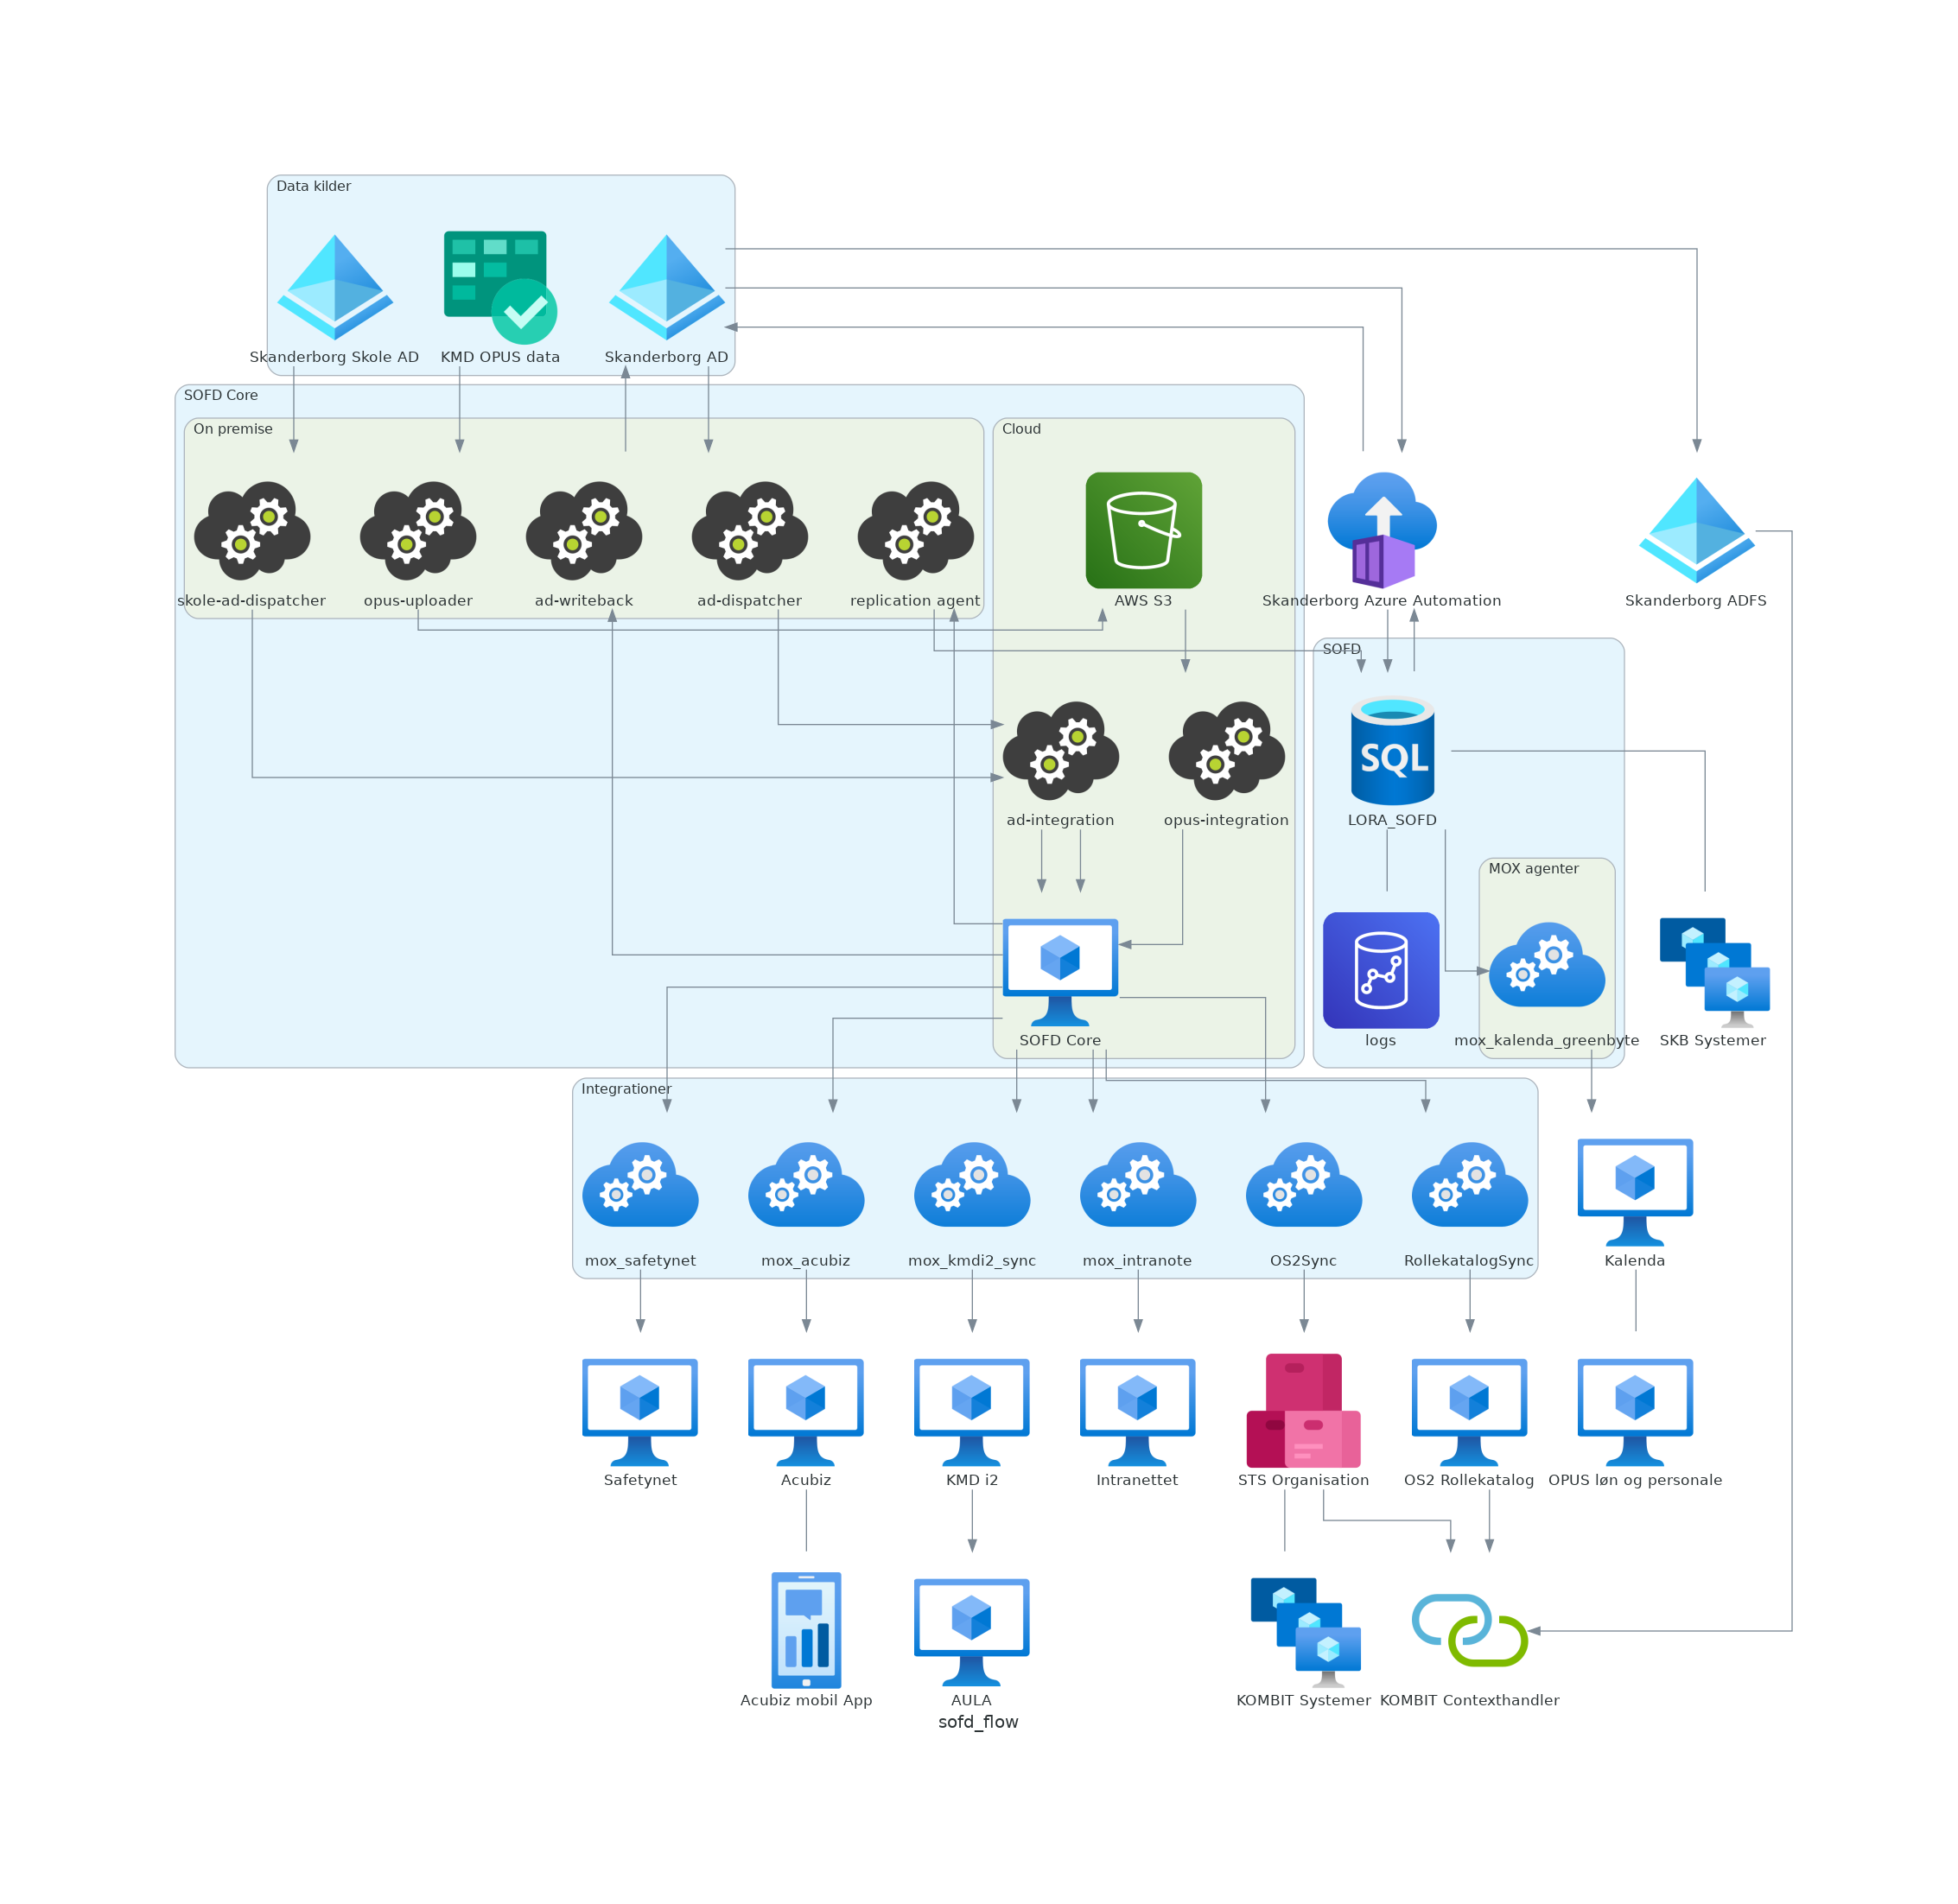 Data kilder
Skanderborg Skole AD
KMD OPUS data
Skanderborg AD
SOFD Core
On premise
Cloud
skole-ad-dispatcher
opus-uploader
ad-writeback
ad-dispatcher
replication agent
AWS S3
Skanderborg Azure Automation
Skanderborg ADFS
SOFD
SQL
ad-integration
opus-integration
LORA_SOFD
MOX agenter
SOFD Core
logs
mox_kalenda_greenbyte
SKB Systemer
Integrationer
mox_safetynet
mox_acubiz
mox_kmdi2_sync
mox_intranote
OS2Sync
RollekatalogSync
Kalenda
Safetynet
Acubiz
KMD i2
Intranettet
STS Organisation
OS2 Rollekatalog
OPUS løn og personale
Acubiz mobil App
AULA
KOMBIT Systemer
KOMBIT Contexthandler
sofd_flow